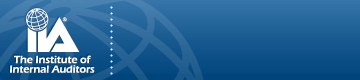 IIA
The Institute of
Internal Auditors